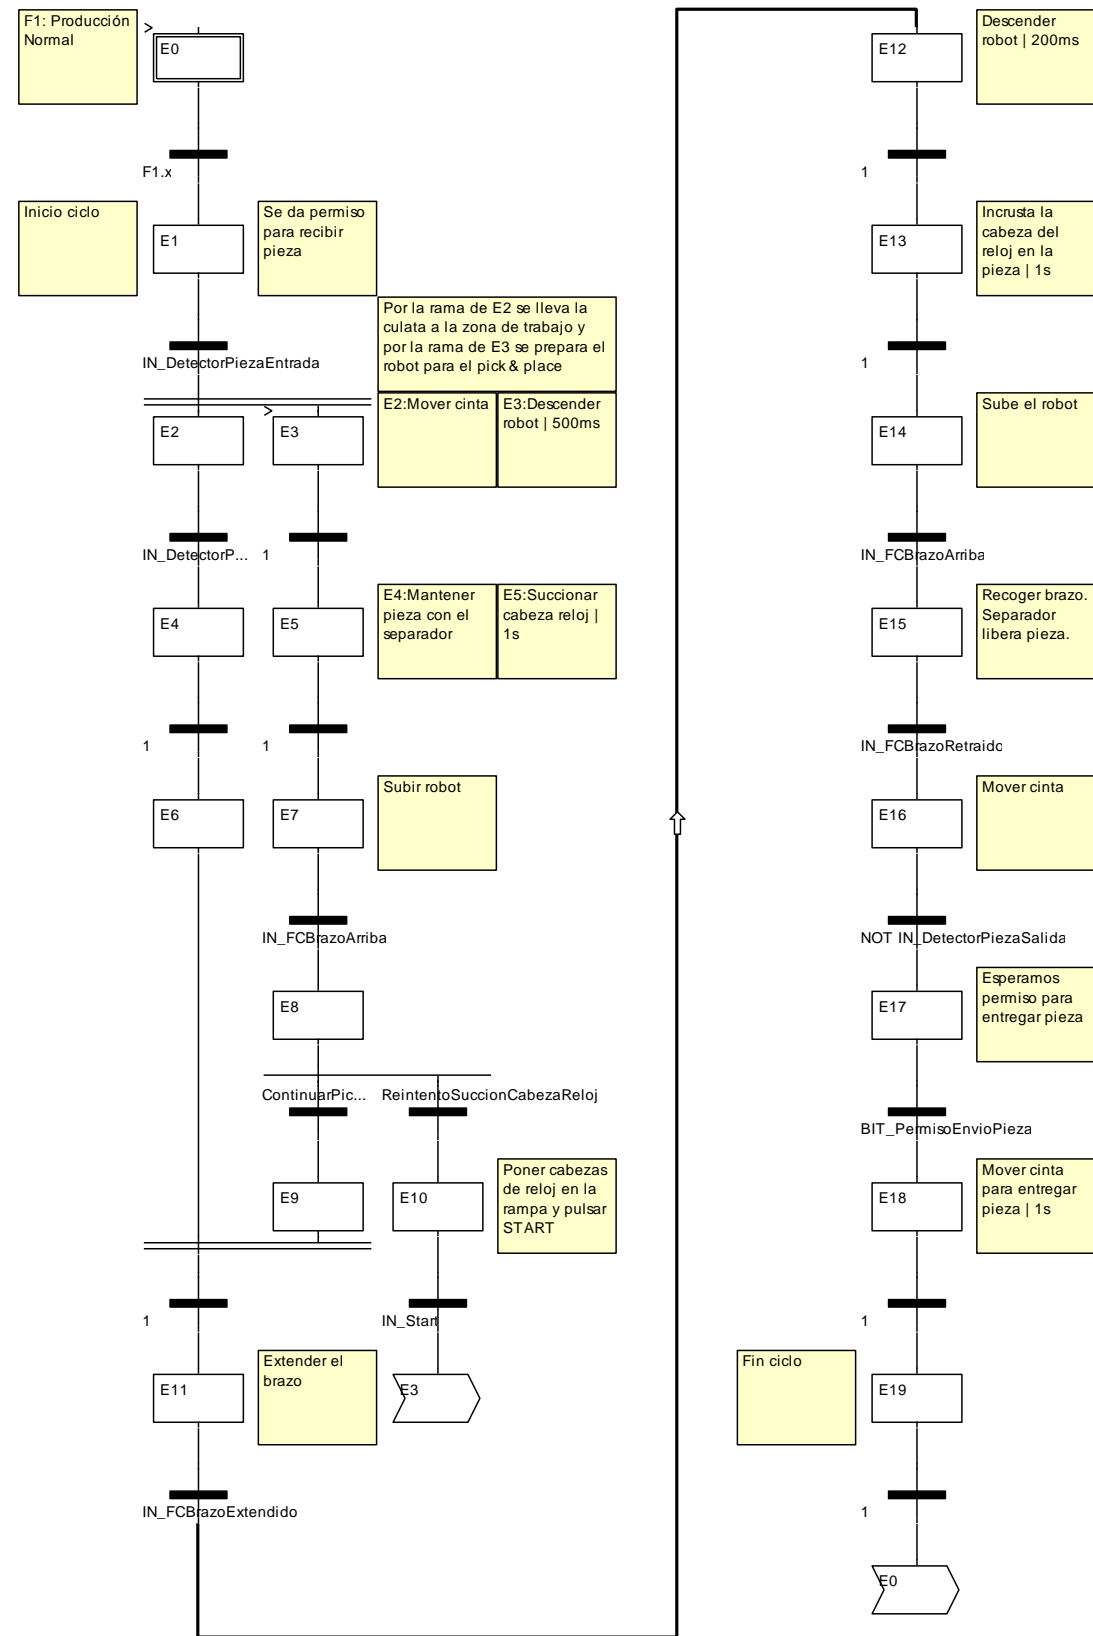 F1: Producción
Normal
E0
F1.x
Inicio ciclo
E1
Se da permiso
para recibir
pieza
IN_DetectorPiezaEntrada
Por la rama de E2 se lleva la
culata a la zona de trabajo y
por la rama de E3 se prepara el
robot para el pick & place
E2
E3
E2:Mover cinta
E3:Descender
robot | 500ms
IN_DetectorP...
1
E4
E5
E4:Mantener
pieza con el
separador
E5:Succionar
cabeza reloj |
1s
1
1
E6
E7
Subir robot
IN_FCBrazoArriba
E8
ContinuarPic...
ReintentoSuccionCabezaReloj
E9
E10
Poner cabezas
de reloj en la
rampa y pulsar
START
1
IN_Start
E11
Extender el
brazo
E3
IN_FCBrazoExtendido
E12
Descender
robot | 200ms
1
E13
Incrusta la
cabeza del
reloj en la
pieza | 1s
1
E14
Sube el robot
IN_FCBrazoArriba
E15
Recoger brazo.
Separador
libera pieza.
IN_FCBrazoRetraido
E16
Mover cinta
NOT IN_DetectorPiezaSalida
E17
Esperamos
permiso para
entregar pieza
BIT_PermisoEnvioPieza
E18
Mover cinta
para entregar
pieza | 1s
1
Fin ciclo
E19
1
E0